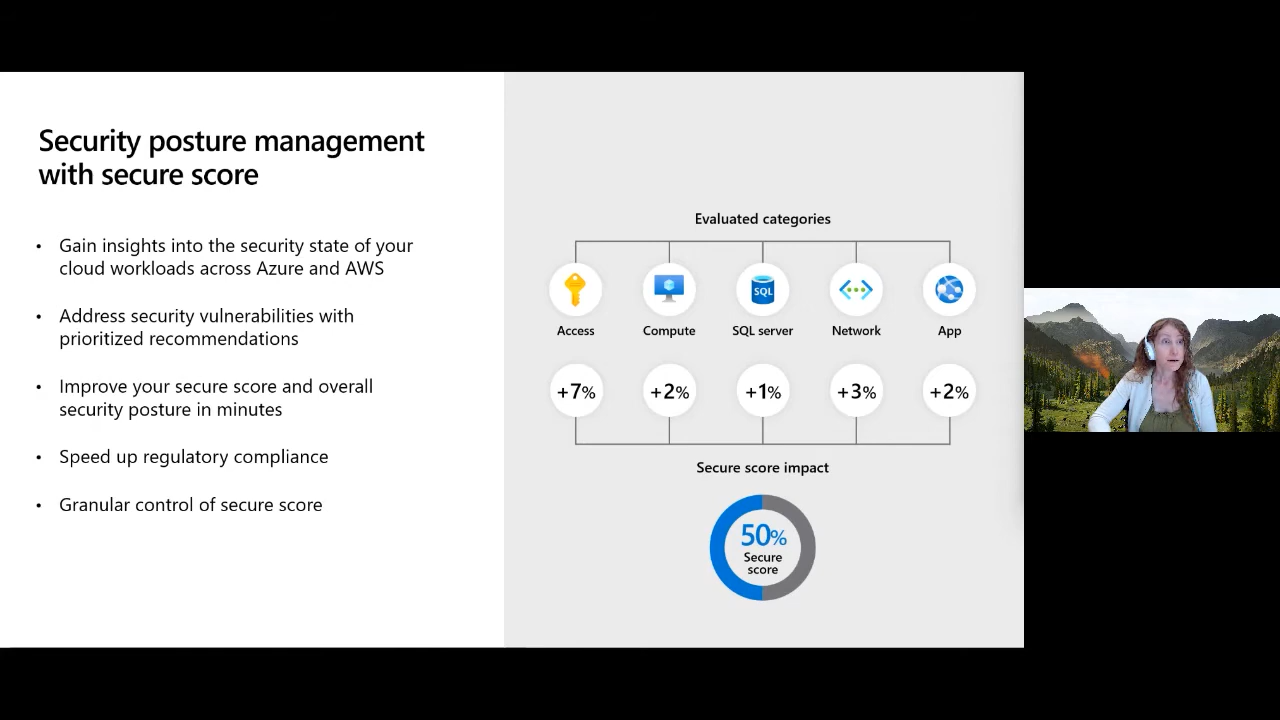 Security posture management
with secure score
• Gain insights into the security state of your
cloud workloads across Azure and AWS
• Address security vulnerabilities with
prioritized recommendations
• Improve your secure score and overall
security posture in minutes
• Speed up regulatory compliance
• Granular control of secure score
Evaluated categories
SQL
Access Compute SQL server Network App
+7% +2% +1% +3% +2%
Secure score impact
50%
Secure
score